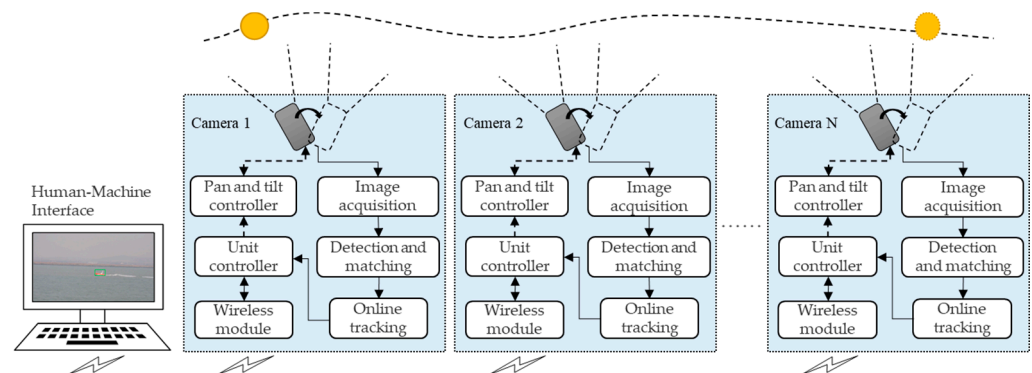 Human-Machine
Interface
Camera 1
Pan and tilt
controller
Image
acquisition
Unit
controller
Detection and
matching
Wireless
module
Online
tracking
Camera 2
Pan and tilt
controller
Image
acquisition
Unit
controller
Detection and
matching
Wireless
module
Online
tracking
Camera N
Pan and tilt
controller
Image
acquisition
Unit
controller
Detection
and matching
Wireless
module
Online
tracking